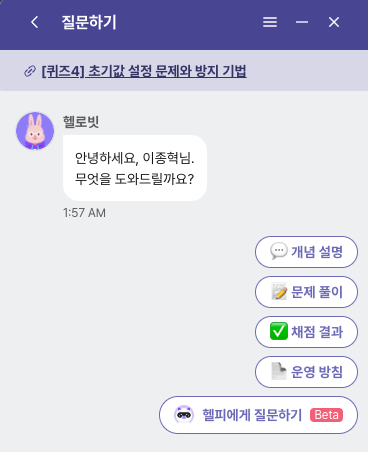 질문하기
[퀴즈4] 초기값 설정 문제와 방지 기법
헬로빗
안녕하세요, 이종혁님.
무엇을 도와드릴까요?
1:57 AM
개념 설명
문제 풀이
채점 결과
운영 방침
헬피에게 질문하기 Beta